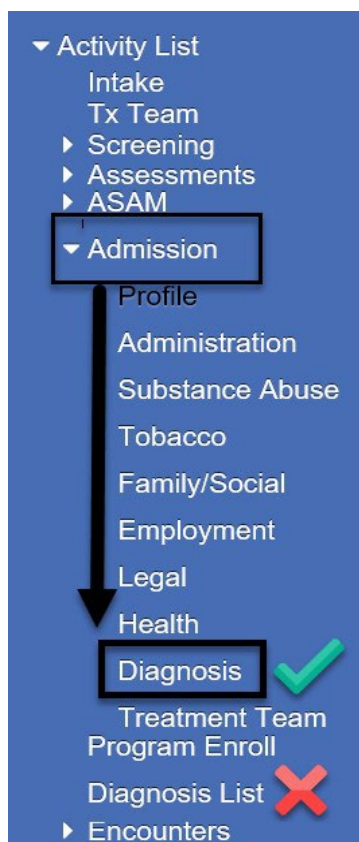 Activity List
Intake
Tx Team
Screening
Assessments
ASAM
Admission
Profile
Administration
Substance Abuse
Tobacco
Family/Social
Employment
Legal
Health
Diagnosis
Treatment Team
Program Enroll
Diagnosis List
Encounters